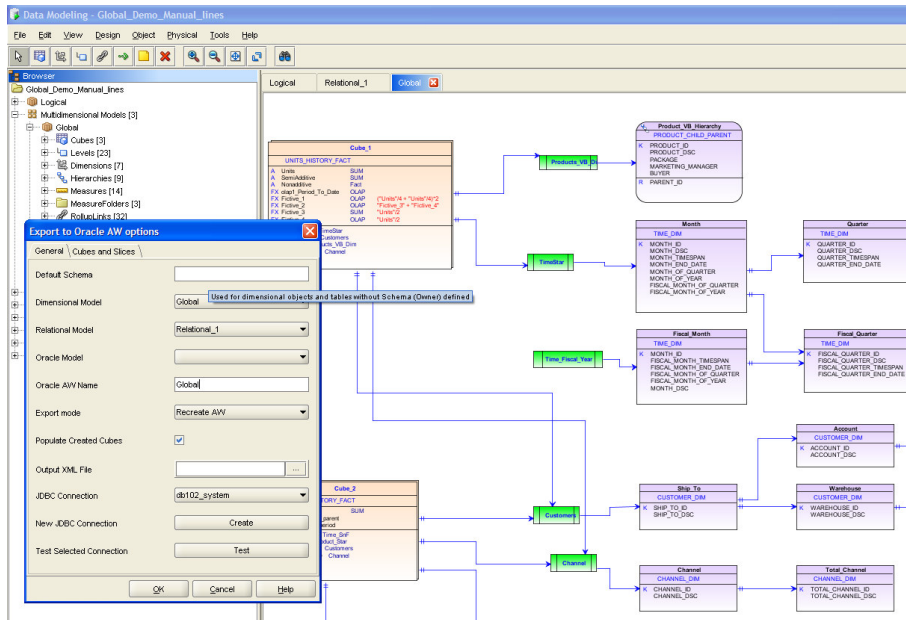 Data Modeling - Global_Demo_Manual_lines
File Edit View Design Object Physical Tools Help
Browser
Global_Demo_Manual_lines
Logical
Multidimensional Models [3]
Global
Cubes [3]
Levels [23]
Dimensions [7]
Hierarchies [9]
Measures [14]
MeasureFolders [3]
RollupLinks [32]
Logical Relational_1 Global
Cube_1
UNITS_HISTORY_FACT
A Units SUM
A SemiAdditive SUM
A Nonadditive Fact
FX olap1_Period_To_Date OLAP
FX Fictive_1 OLAP ("Units"/4 + "Units"/4)*2
FX Fictive_2 OLAP "Fictive_3" + "Fictive_4"
FX Fictive_3 SUM "Units"/2
OLAP "Units"/2
TimeStar
Customers
Products_VB_Dim
Channel
Products_VB_Di
Product_VB_Hierarchy
PRODUCT_CHILD_PARENT
K PRODUCT_ID
PRODUCT_DSC
PACKAGE
MARKETING_MANAGER
BUYER
R PARENT_ID
TimeStar
Month
TIME_DIM
K MONTH_ID
MONTH_DSC
MONTH_TIMESPAN
MONTH_END_DATE
MONTH_OF_QUARTER
MONTH_OF_YEAR
FISCAL_MONTH_OF_QUARTER
FISCAL_MONTH_OF_YEAR
Quarter
TIME_DIM
K QUARTER_ID
QUARTER_DSC
QUARTER_TIMESPAN
QUARTER_END_DATE
Time_Fiscal_Year
Fiscal_Month
TIME_DIM
K MONTH_ID
FISCAL_MONTH_TIMESPAN
FISCAL_MONTH_END_DATE
FISCAL_MONTH_OF_QUARTER
FISCAL_MONTH_OF_YEAR
MONTH_DSC
Fiscal_Quarter
TIME_DIM
K FISCAL_QUARTER_ID
FISCAL_QUARTER_DSC
FISCAL_QUARTER_TIMESPAN
FISCAL_QUARTER_END_DATE
Export to Oracle AW options
General Cubes and Slices
Default Schema
Used for dimensional objects and tables without Schema (Owner) defined
Dimensional Model Global
Relational Model Relational_1
Oracle Model
Oracle AW Name Global
Export mode Recreate AW
Populate Created Cubes
Output XML File ...
JDBC Connection db102_system
New JDBC Connection Create
Test Selected Connection Test
OK Cancel Help
Cube_2
TORY_FACT
SUM
_parent
eriod
Time_SnF
duct_Star
Customers
Channel
Customers
Channel
Ship_To
CUSTOMER_DIM
K SHIP_TO_ID
SHIP_TO_DSC
Account
CUSTOMER_DIM
K ACCOUNT_ID
ACCOUNT_DSC
Warehouse
CUSTOMER_DIM
K WAREHOUSE_ID
WAREHOUSE_DSC
Channel
CHANNEL_DIM
K CHANNEL_ID
CHANNEL_DSC
Total_Channel
CHANNEL_DIM
K TOTAL_CHANNEL_ID
TOTAL_CHANNEL_DSC